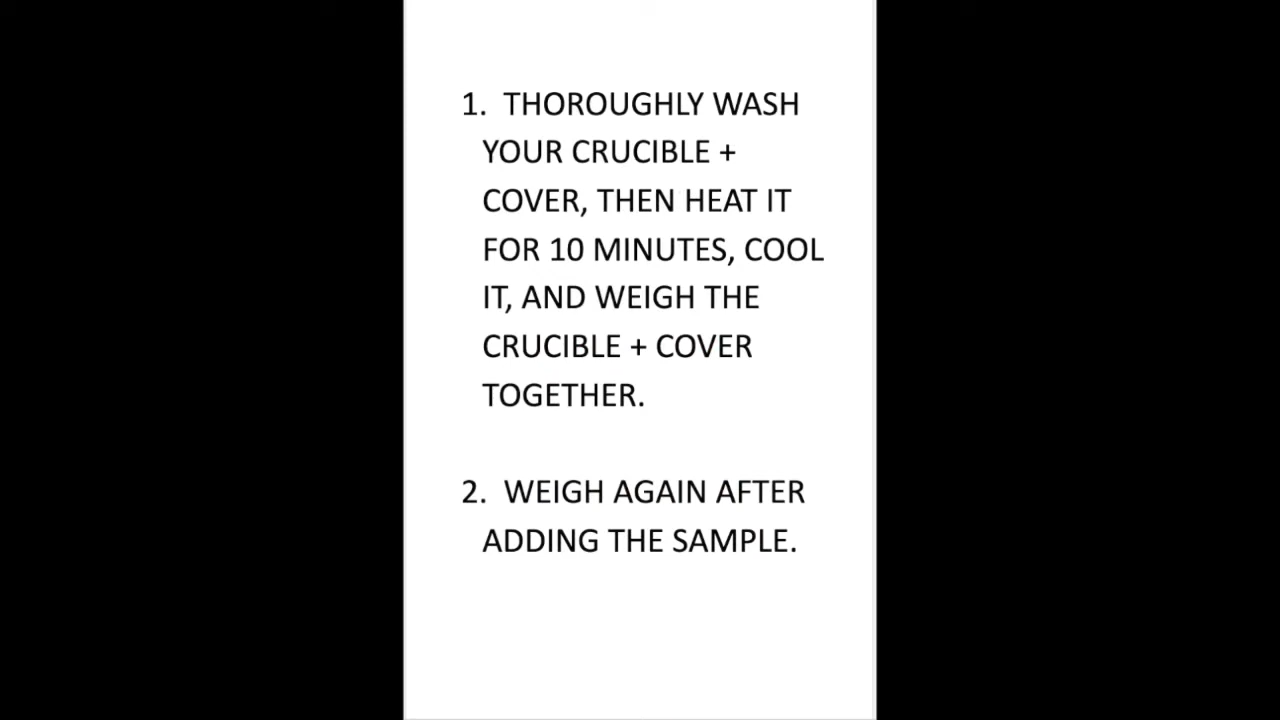 1. THOROUGHLY WASH
YOUR CRUCIBLE +
COVER, THEN HEAT IT
FOR 10 MINUTES, COOL
IT, AND WEIGH THE
CRUCIBLE + COVER
TOGETHER.
2. WEIGH AGAIN AFTER
ADDING THE SAMPLE.